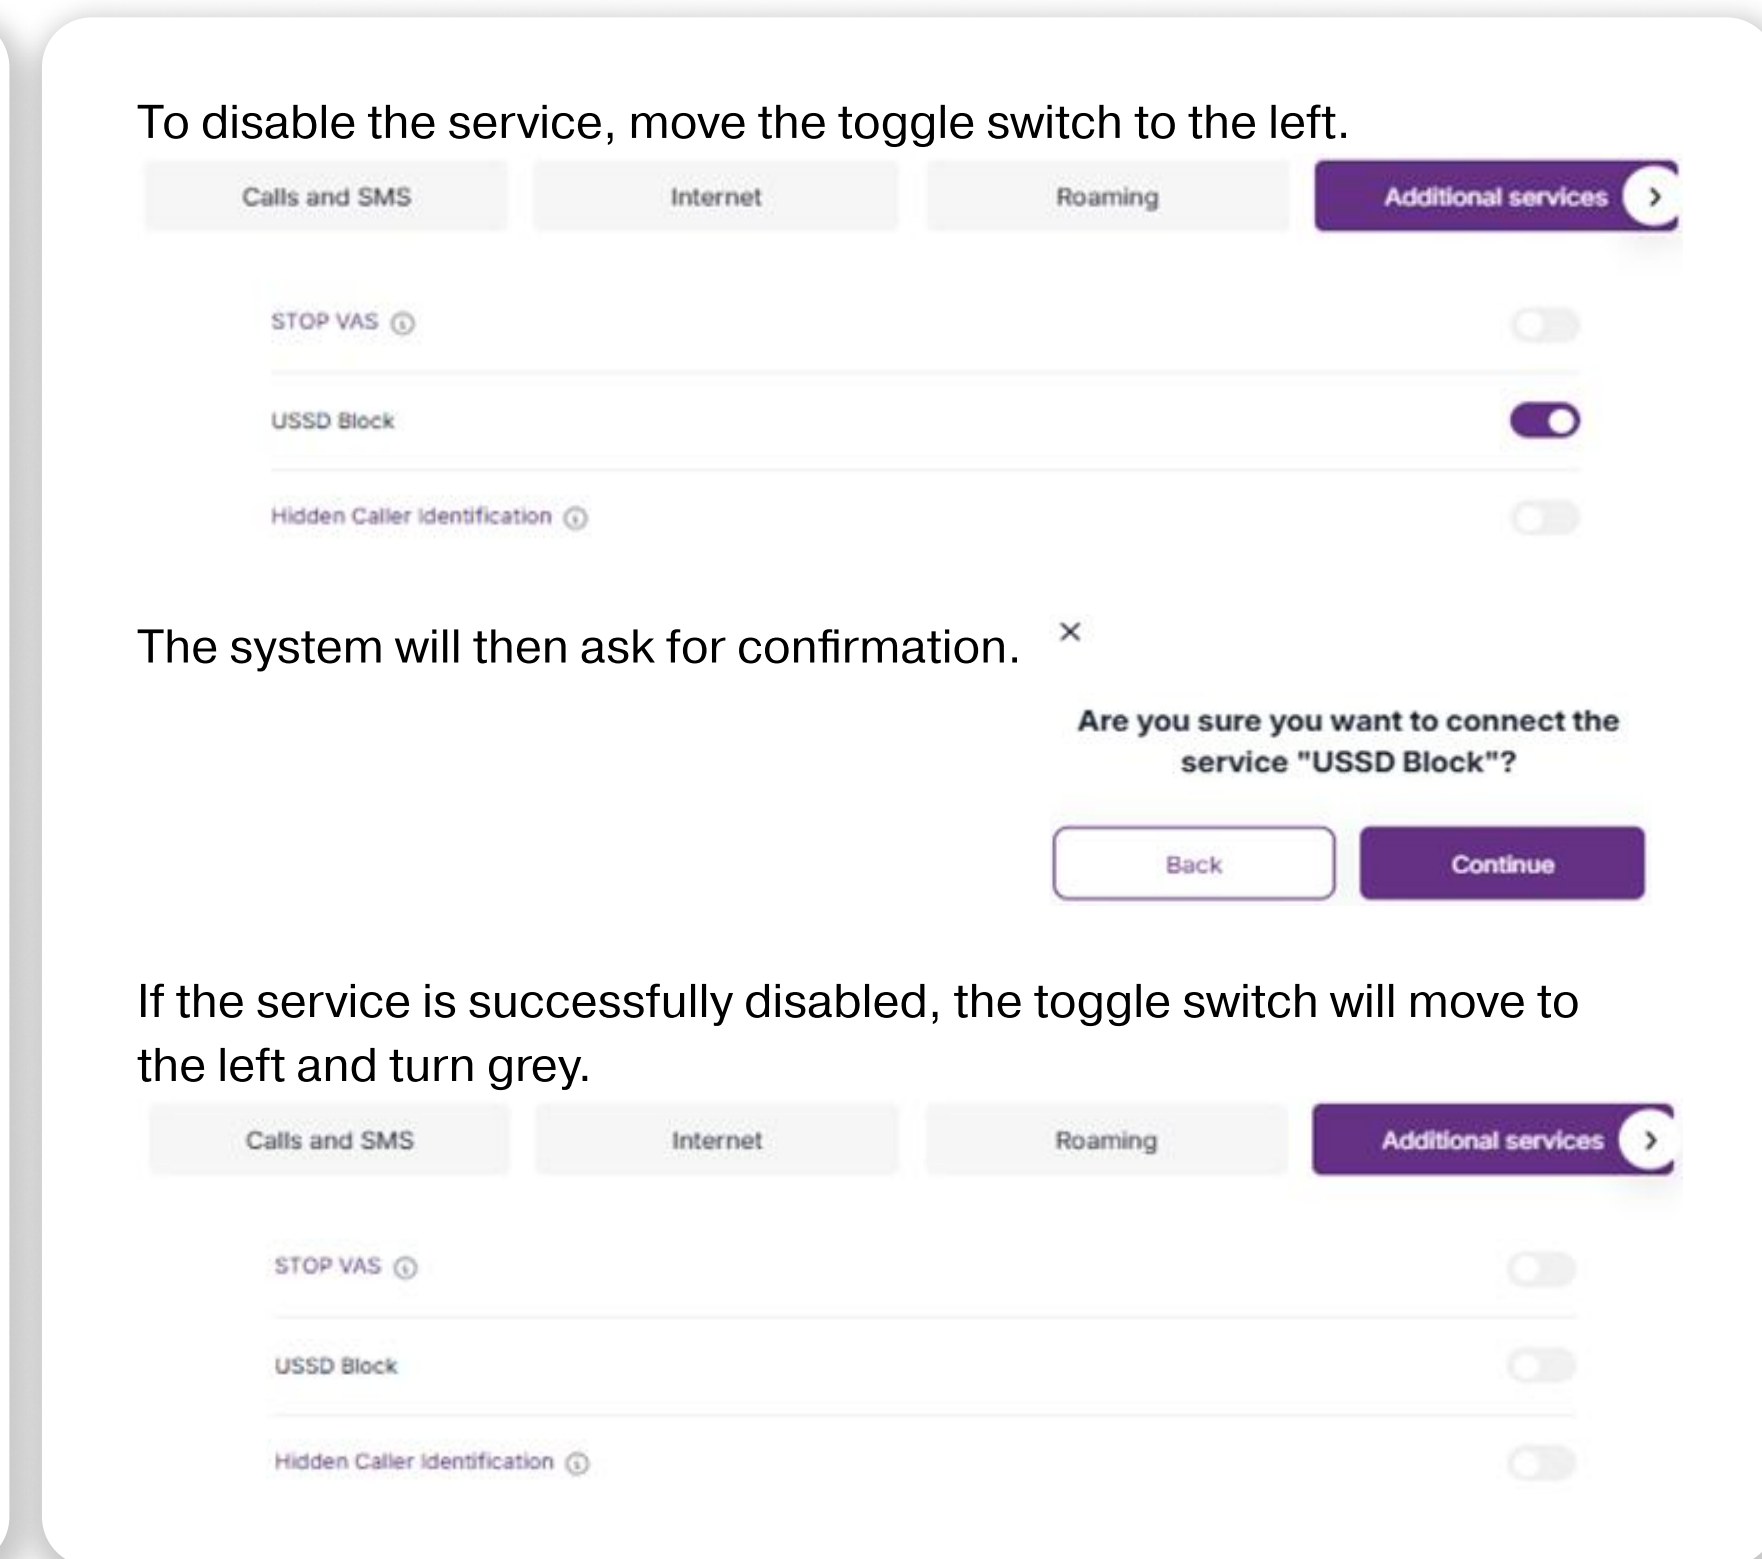 To disable the service, move the toggle switch to the left.
Calls and SMS Internet Roaming Additional services
STOP VAS
USSD Block
Hidden Caller Identification
The system will then ask for confirmation.
Are you sure you want to connect the
service "USSD Block"?
Back Continue
If the service is successfully disabled, the toggle switch will move to
the left and turn grey.
Calls and SMS Internet Roaming Additional services
STOP VAS
USSD Block
Hidden Caller Identification